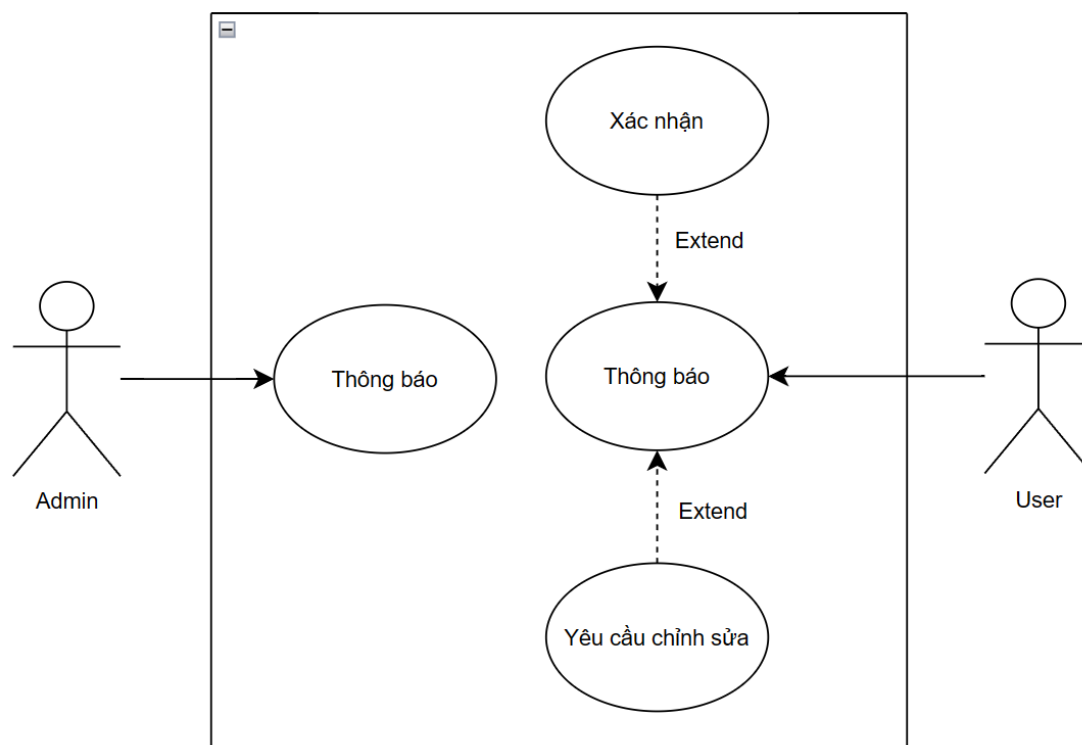 Xác nhận
Extend
Thông báo
Thông báo
Admin
User
Extend
Yêu cầu chỉnh sửa